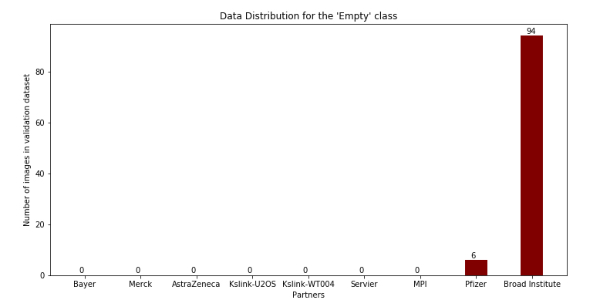 Data Distribution for the 'Empty' class
Number of images in validation dataset
80
60
40
20
0
0 0 0 0 0 0 0 6 94
Bayer Merck AstraZeneca Kslink-U2OS Kslink-WT004 Servier MPI Pfizer Broad Institute
Partners